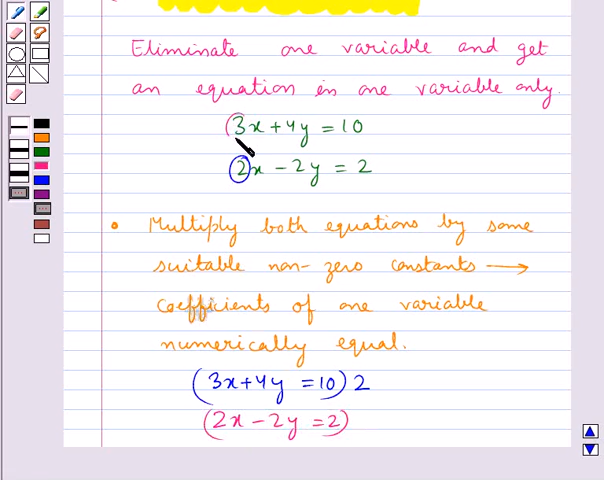 Eliminate one variable and get
an equation in one variable only.
3x + 4y = 10
2x - 2y = 2
• Multiply both equations by some
suitable non-zero constants →
coefficients of one variable
numerically equal.
(3x+4y = 10) 2
(2x - 2y = 2)